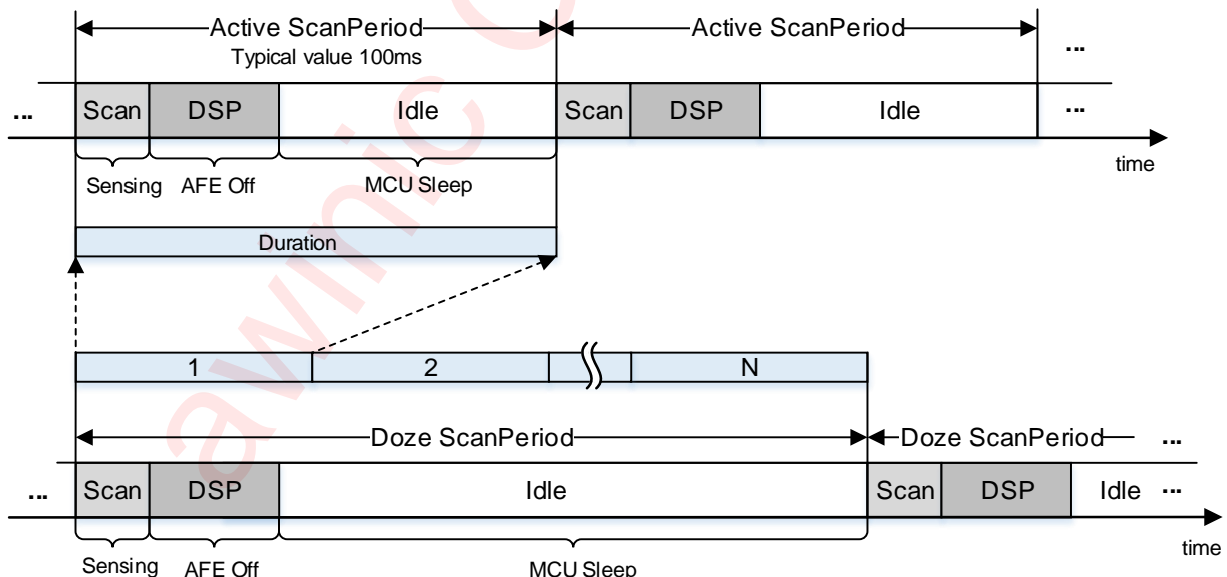 Active ScanPeriod Active ScanPeriod
Typical value 100ms
...
... Scan DSP Idle Scan DSP Idle ...
time
Sensing AFE Off MCU Sleep
Duration
1 2 N
Doze ScanPeriod Doze ScanPeriod ...
... Scan DSP Idle Scan DSP Idle ...
time
Sensing AFE Off MCU Sleep
awinic C